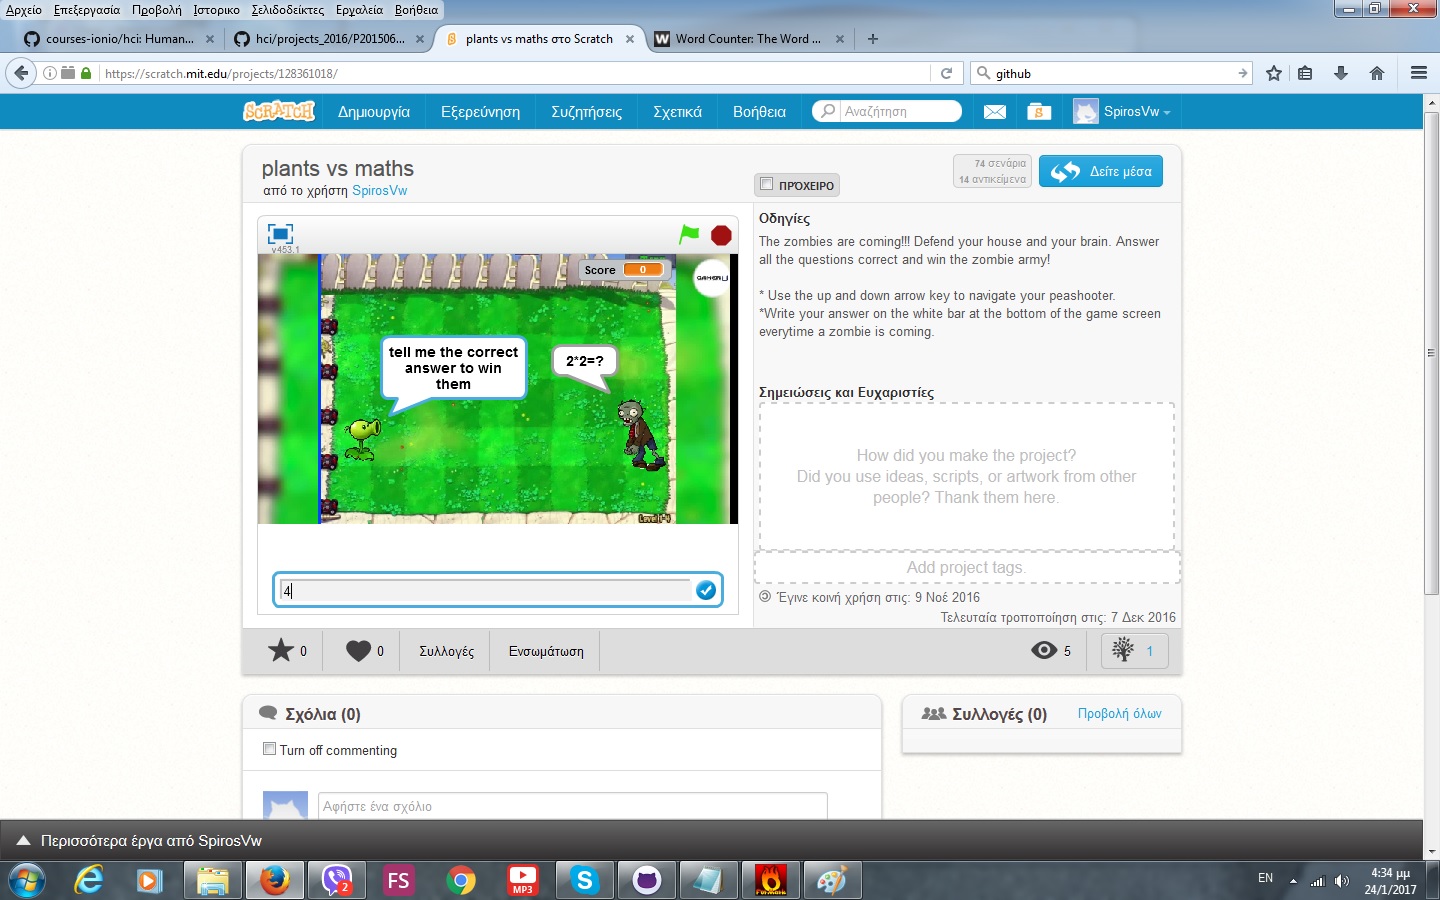 Αρχείο Επεξεργασία Προβολή Ιστορικο Σελιδοδείκτες Εργαλεία Βοήθεια
courses-ionio/hci: Human... × hci/projects_2016/P201506... × plants vs maths στο Scratch × W Word Counter: The Word ... × +
https://scratch.mit.edu/projects/128361018/ github
SCRATCH Δημιουργία Εξερεύνηση Συζητήσεις Σχετικά Βοήθεια Αναζήτηση SpirosVw
plants vs maths
από το χρήστη SpirosVw
ΠΡΌΧΕΙΡΟ
74 σενάρια
14 αντικείμενα
Δείτε μέσα
v453.1
Score 0
GAMERU
tell me the correct
answer to win
them
2*2=?
4
Οδηγίες
The zombies are coming!!! Defend your house and your brain. Answer
all the questions correct and win the zombie army!
* Use the up and down arrow key to navigate your peashooter.
*Write your answer on the white bar at the bottom of the game screen
everytime a zombie is coming.
Σημειώσεις και Ευχαριστίες
How did you make the project?
Did you use ideas, scripts, or artwork from other
people? Thank them here.
Add project tags.
Έγινε κοινή χρήση στις: 9 Νοέ 2016
Τελευταία τροποποίηση στις: 7 Δεκ 2016
0 0 Συλλογές Ενσωμάτωση 5 1
Σχόλια (0)
Turn off commenting
Αφήστε ένα σχόλιο
Συλλογές (0) Προβολή όλων
Περισσότερα έργα από SpirosVw
2 FS MP3 S
EN
4:34 μμ
24/1/2017